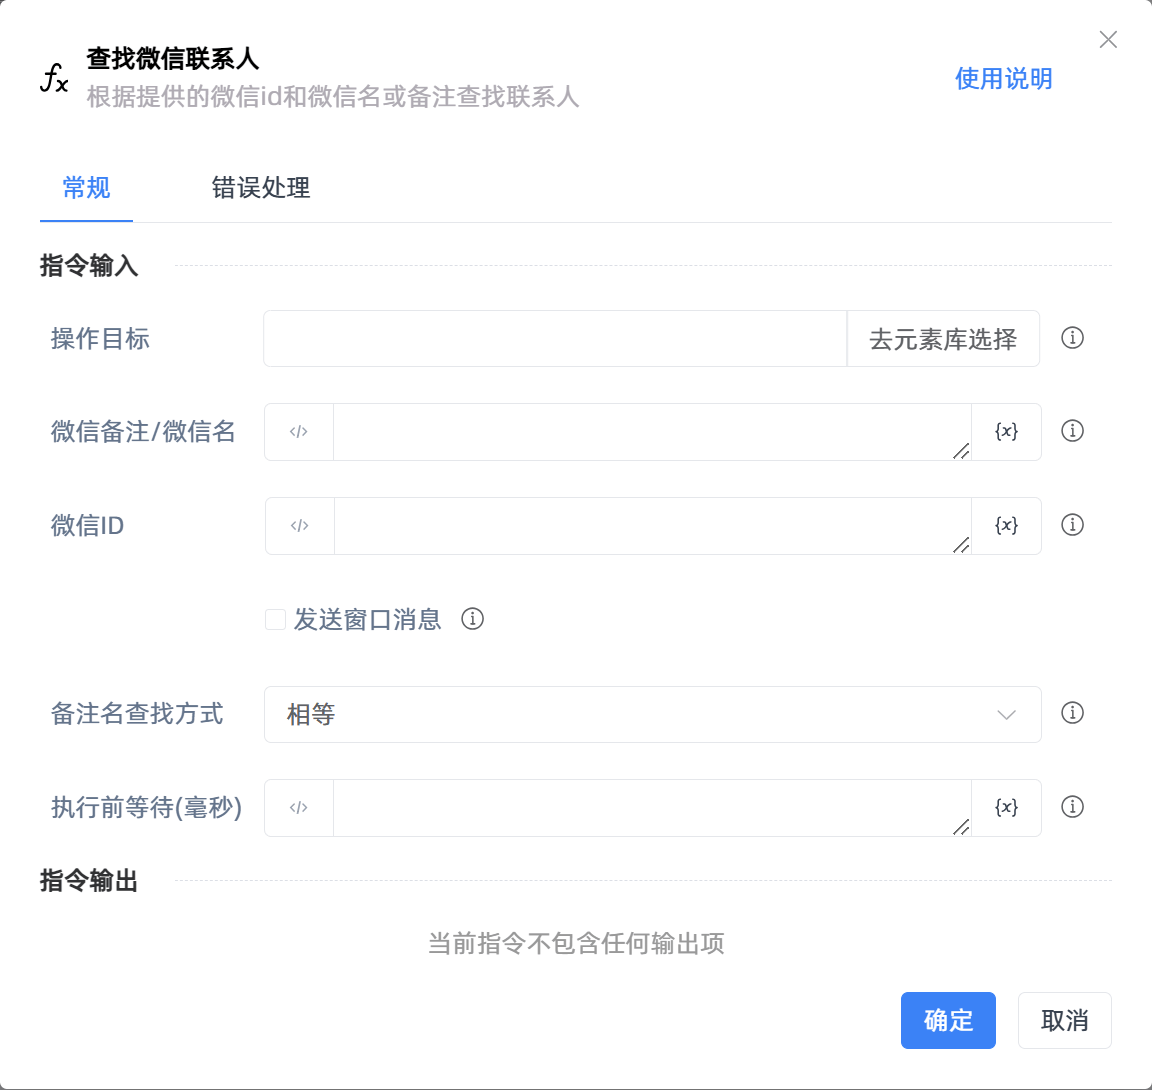 查找微信联系人
根据提供的微信id和微信名或备注查找联系人
使用说明
常规
错误处理
指令输入
操作目标
去元素库选择
微信备注/微信名
</>
{x}
微信ID
</>
{x}
发送窗口消息
备注名查找方式
相等
执行前等待(毫秒)
</>
{x}
指令输出
当前指令不包含任何输出项
确定
取消